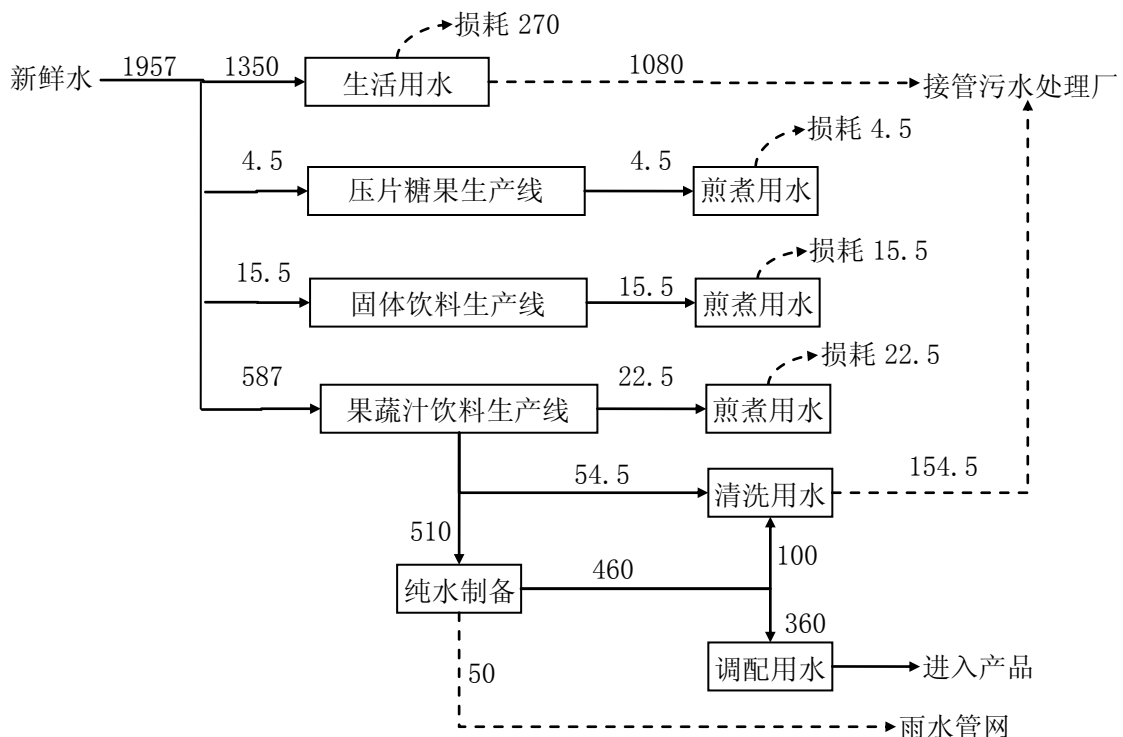 损耗 270
新鲜水 1957 1350 生活用水 1080 接管污水处理厂
损耗 4.5
4.5 压片糖果生产线 4.5 煎煮用水
损耗 15.5
15.5 固体饮料生产线 15.5 煎煮用水
损耗 22.5
587 果蔬汁饮料生产线 22.5 煎煮用水
54.5 清洗用水 154.5
510 纯水制备 460 100
360 调配用水 进入产品
50 雨水管网